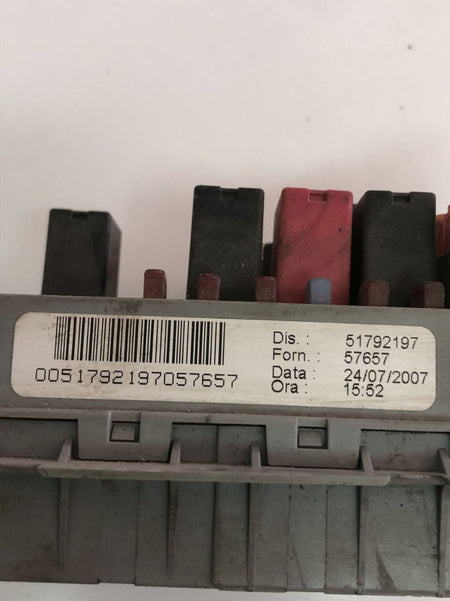 0051792197057657
Dis. : 51792197
Forn. : 57657
Data : 24/07/2007
Ora : 15:52